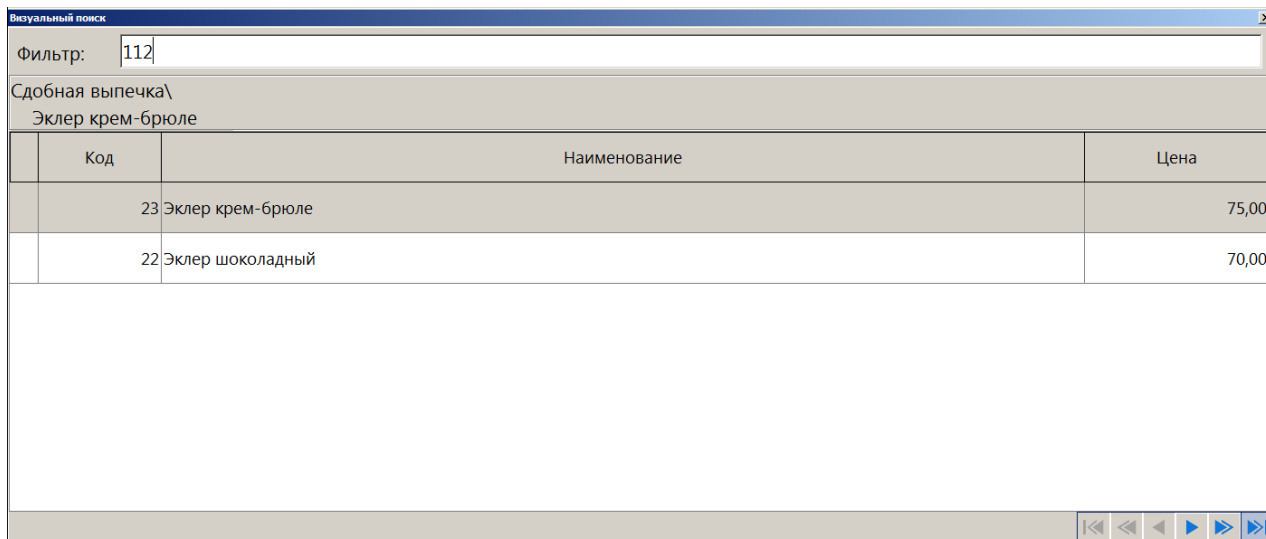 Визуальный поиск
Фильтр: 112
Сдобная выпечка\
Эклер крем-брюле
Код Наименование Цена
23 Эклер крем-брюле 75,00
22 Эклер шоколадный 70,00